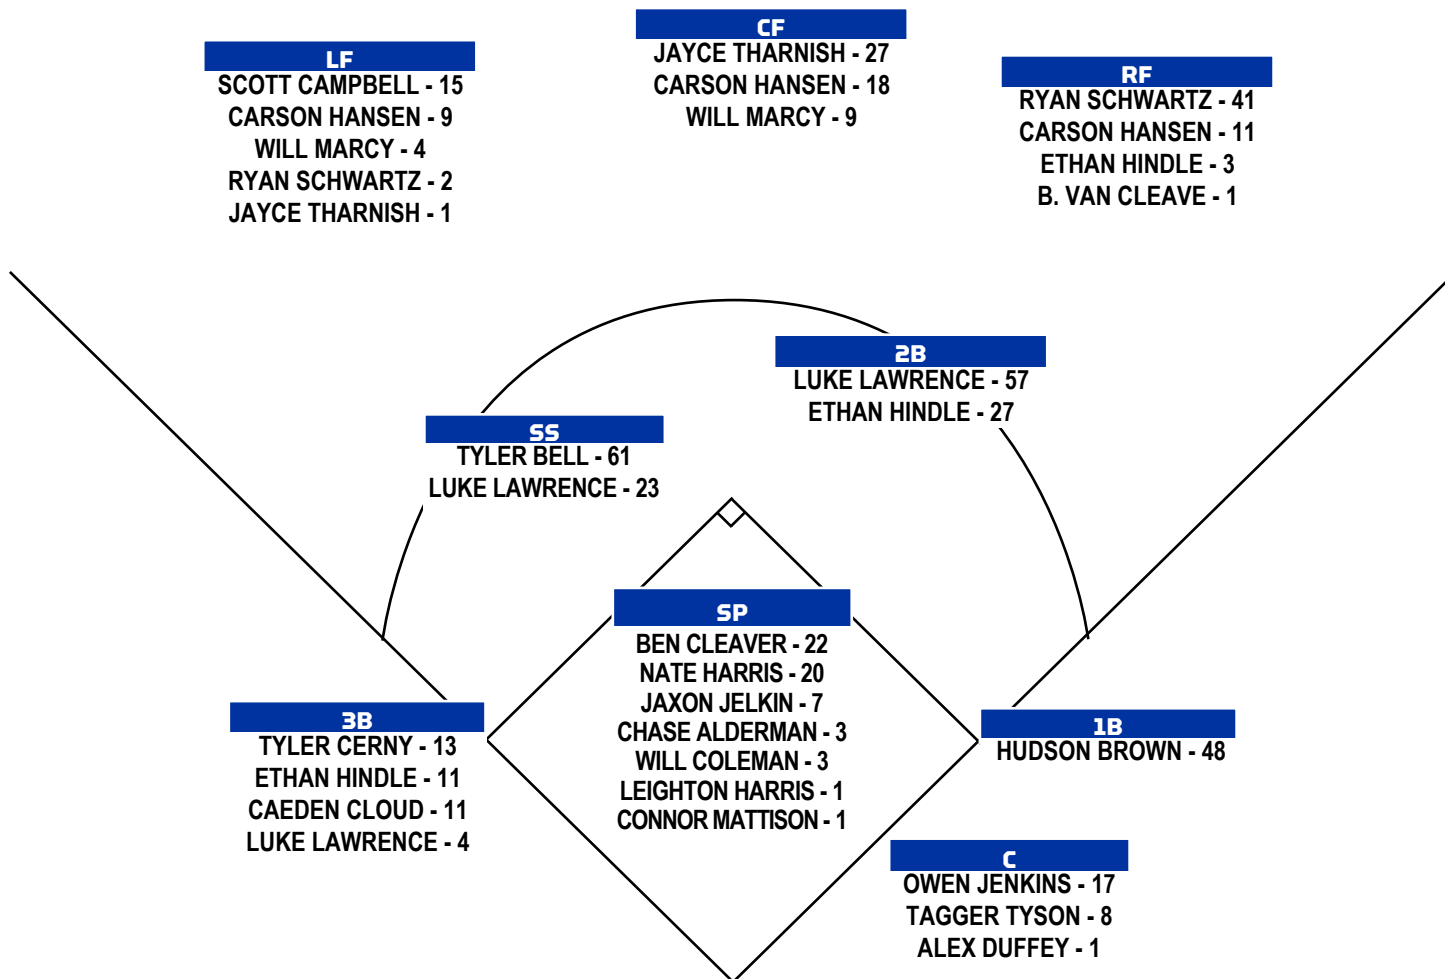 LF
SCOTT CAMPBELL - 15
CARSON HANSEN - 9
WILL MARCY - 4
RYAN SCHWARTZ - 2
JAYCE THARNISH - 1
CF
JAYCE THARNISH - 27
CARSON HANSEN - 18
WILL MARCY - 9
RF
RYAN SCHWARTZ - 41
CARSON HANSEN - 11
ETHAN HINDLE - 3
B. VAN CLEAVE - 1
SS
TYLER BELL - 61
LUKE LAWRENCE - 23
2B
LUKE LAWRENCE - 57
ETHAN HINDLE - 27
3B
TYLER CERNY - 13
ETHAN HINDLE - 11
CAEDEN CLOUD - 11
LUKE LAWRENCE - 4
SP
BEN CLEAVER - 22
NATE HARRIS - 20
JAXON JELKIN - 7
CHASE ALDERMAN - 3
WILL COLEMAN - 3
LEIGHTON HARRIS - 1
CONNOR MATTISON - 1
1B
HUDSON BROWN - 48
C
OWEN JENKINS - 17
TAGGER TYSON - 8
ALEX DUFFEY - 1